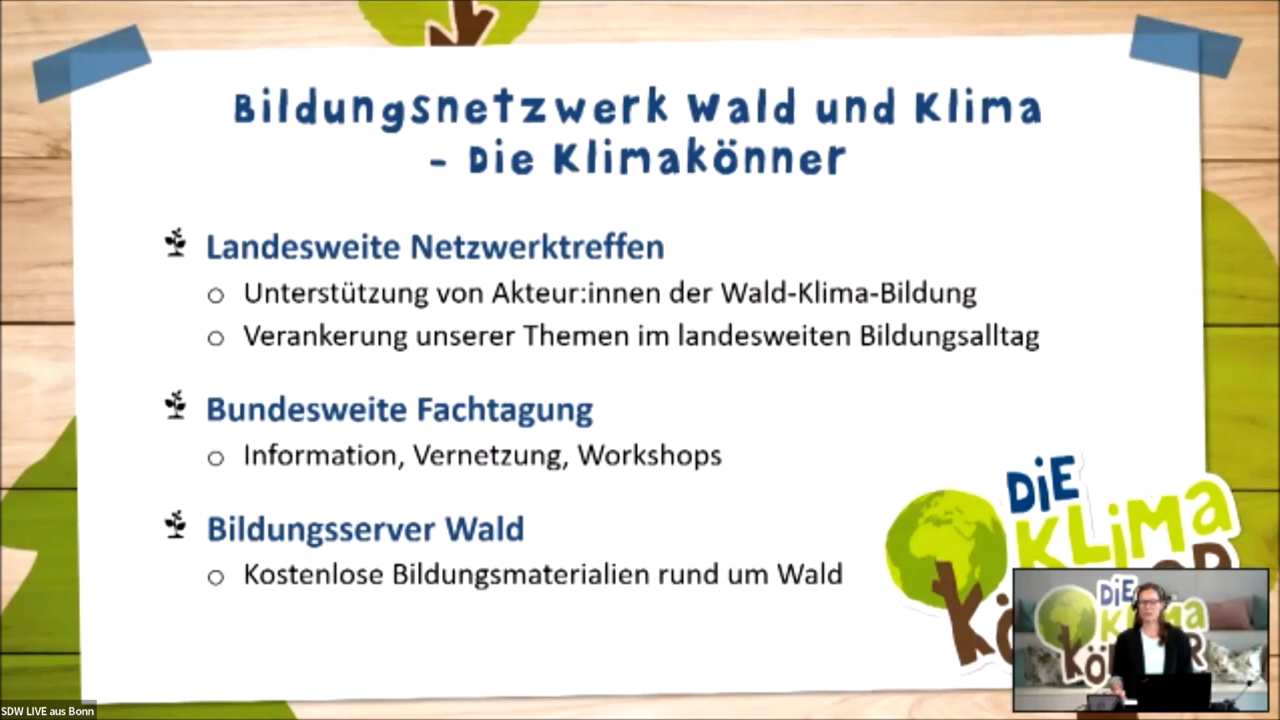 Bildungsnetzwerk Wald und Klima
- Die Klimakönner
Landesweite Netzwerktreffen
Unterstützung von Akteur:innen der Wald-Klima-Bildung
Verankerung unserer Themen im landesweiten Bildungsalltag
Bundesweite Fachtagung
Information, Vernetzung, Workshops
Bildungsserver Wald
Kostenlose Bildungsmaterialien rund um Wald
DiE
KLiMa
DiE
SDW LIVE aus Bonn